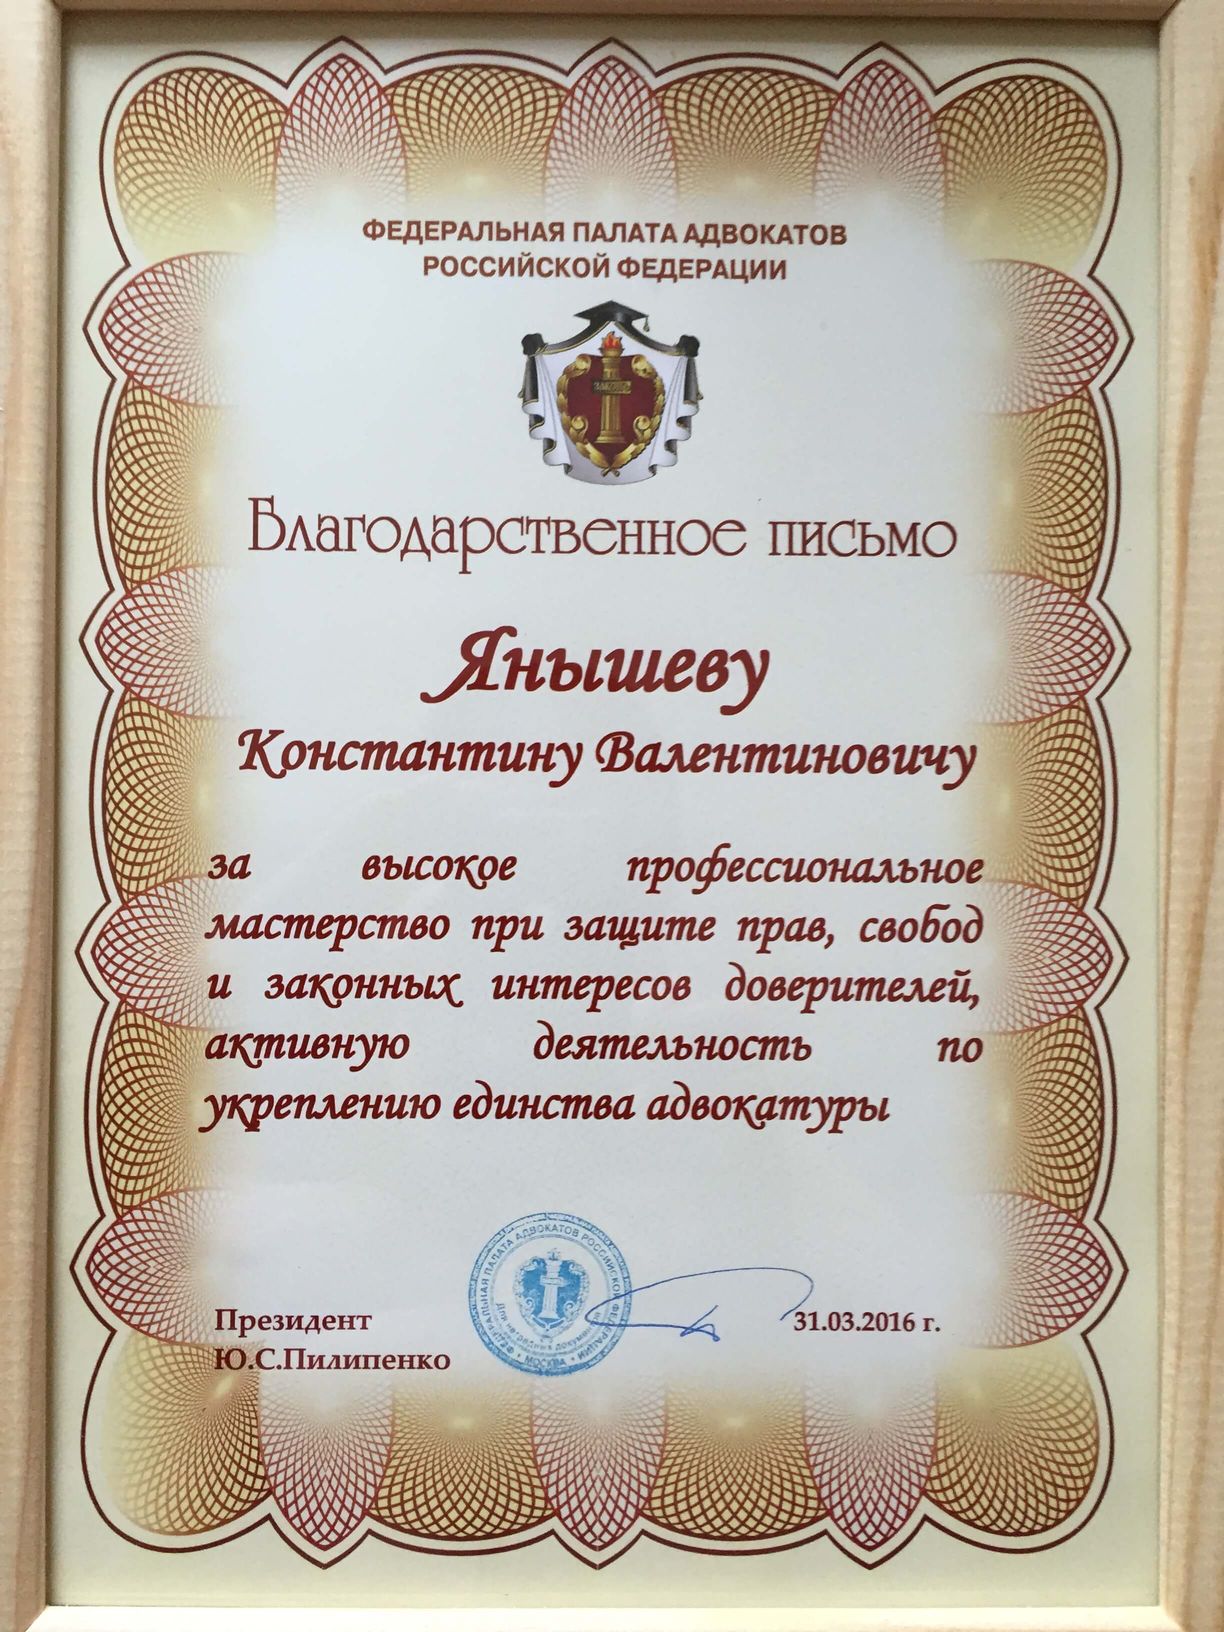 ФЕДЕРАЛЬНАЯ ПАЛАТА АДВОКАТОВ
РОССИЙСКОЙ ФЕДЕРАЦИИ
ЗАКОНЪ
Благодарственное письмо
Янышеву
Константину Валентиновичу
за высокое профессиональное
мастерство при защите прав, свобод
и законных интересов доверителей,
активную деятельность по
укреплению единства адвокатуры
ФЕДЕРАЛЬНАЯ ПАЛАТА АДВОКАТОВ РОССИЙСКОЙ ФЕДЕРАЦИИ • МОСКВА •
Для наградных документов
Президент
Ю.С.Пилипенко
31.03.2016 г.